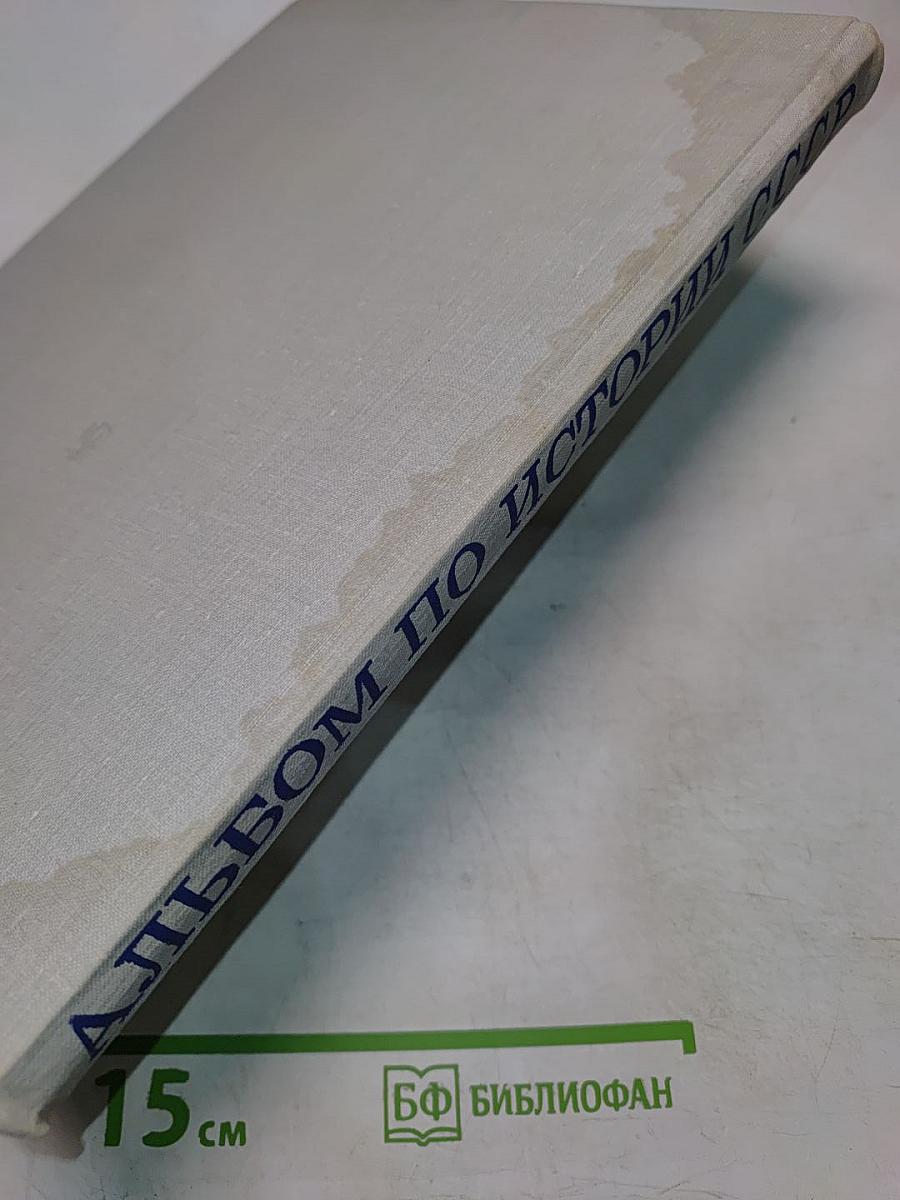 АЛЬБОМ ПО ИСТОРИИ СССР
15 см
БФ БИБЛИОФАН